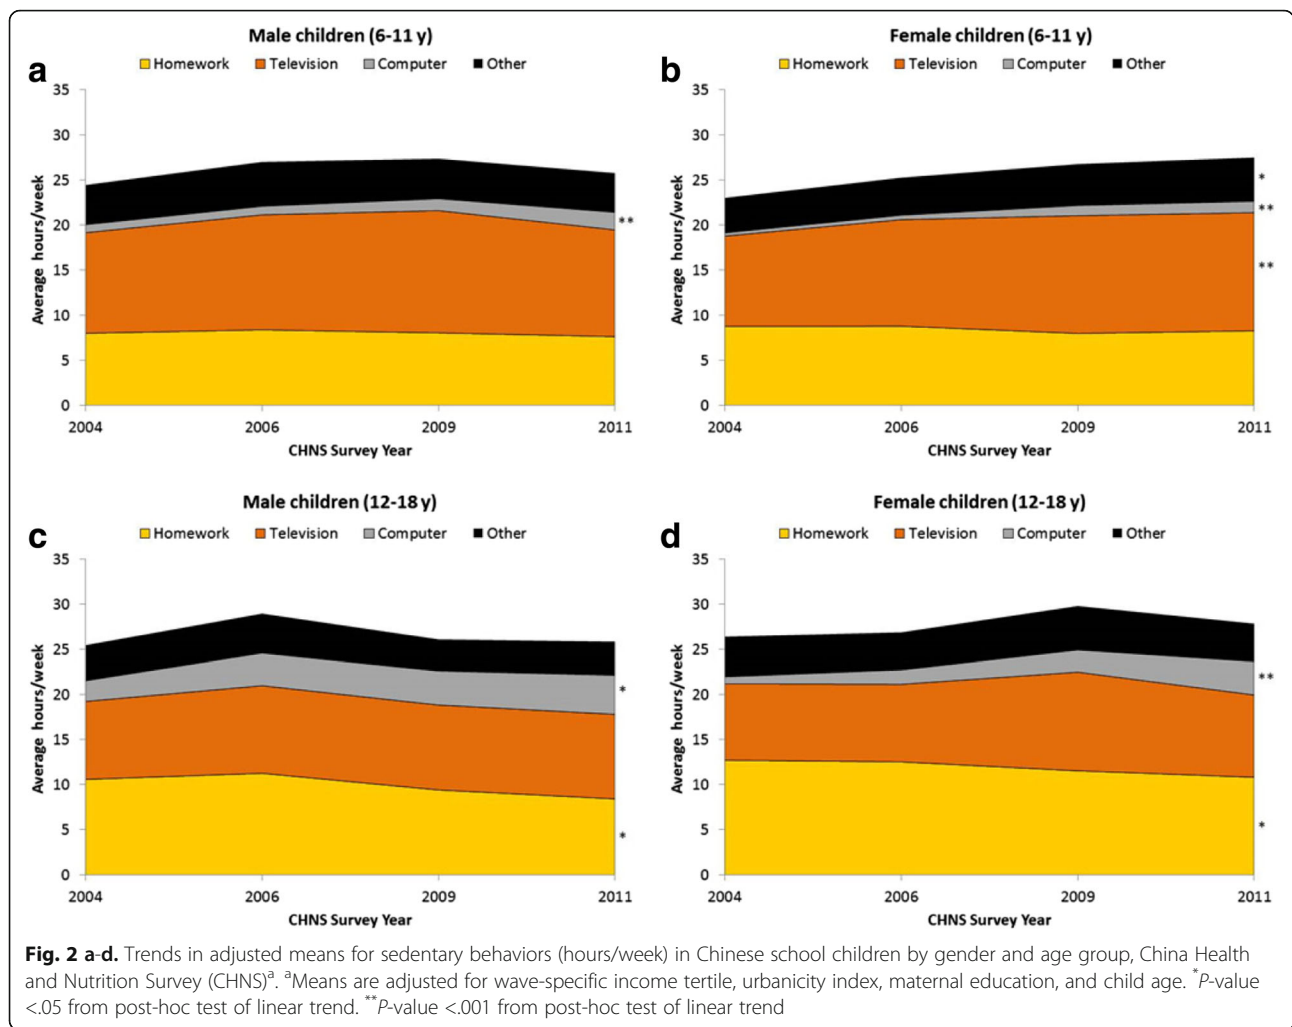 Male children (6-11 y)
a
Homework Television Computer Other
35
30
25
20
15
10
5
0
Average hours/week
**
2004 2006 2009 2011
CHNS Survey Year
Female children (6-11 y)
b
Homework Television Computer Other
35
30
25
20
15
10
5
0
Average hours/week
*
**
**
2004 2006 2009 2011
CHNS Survey Year
Male children (12-18 y)
c
Homework Television Computer Other
35
30
25
20
15
10
5
0
Average hours/week
*
*
2004 2006 2009 2011
CHNS Survey Year
Female children (12-18 y)
d
Homework Television Computer Other
35
30
25
20
15
10
5
0
Average hours/week
**
*
2004 2006 2009 2011
CHNS Survey Year
Fig. 2 a-d. Trends in adjusted means for sedentary behaviors (hours/week) in Chinese school children by gender and age group, China Health
and Nutrition Survey (CHNS)ᵃ. ᵃMeans are adjusted for wave-specific income tertile, urbanicity index, maternal education, and child age. *P-value
<.05 from post-hoc test of linear trend. **P-value <.001 from post-hoc test of linear trend